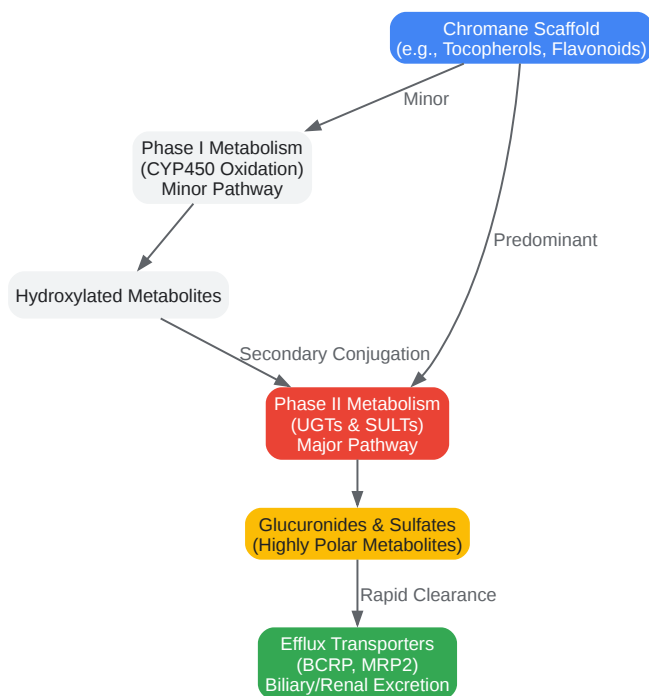 Chromane Scaffold
(e.g., Tocopherols, Flavonoids)
Minor
Phase I Metabolism
(CYP450 Oxidation)
Minor Pathway
Predominant
Hydroxylated Metabolites
Secondary Conjugation
Phase II Metabolism
(UGTs & SULTs)
Major Pathway
Glucuronides & Sulfates
(Highly Polar Metabolites)
Rapid Clearance
Efflux Transporters
(BCRP, MRP2)
Biliary/Renal Excretion